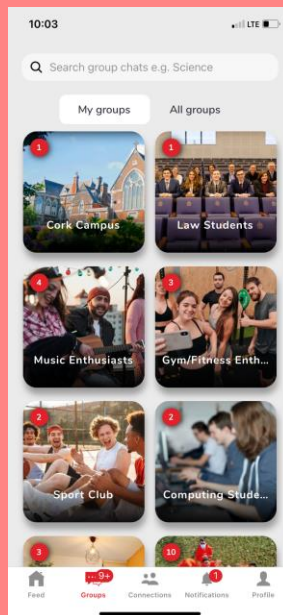 10:03
LTE
Search group chats e.g. Science
My groups
All groups
1
1
Cork Campus
Law Students
4
3
Music Enthusiasts
Gym/Fitness Enth...
2
2
Sport Club
Computing Stude...
3
10
9+
1
Feed
Groups
Connections
Notifications
Profile